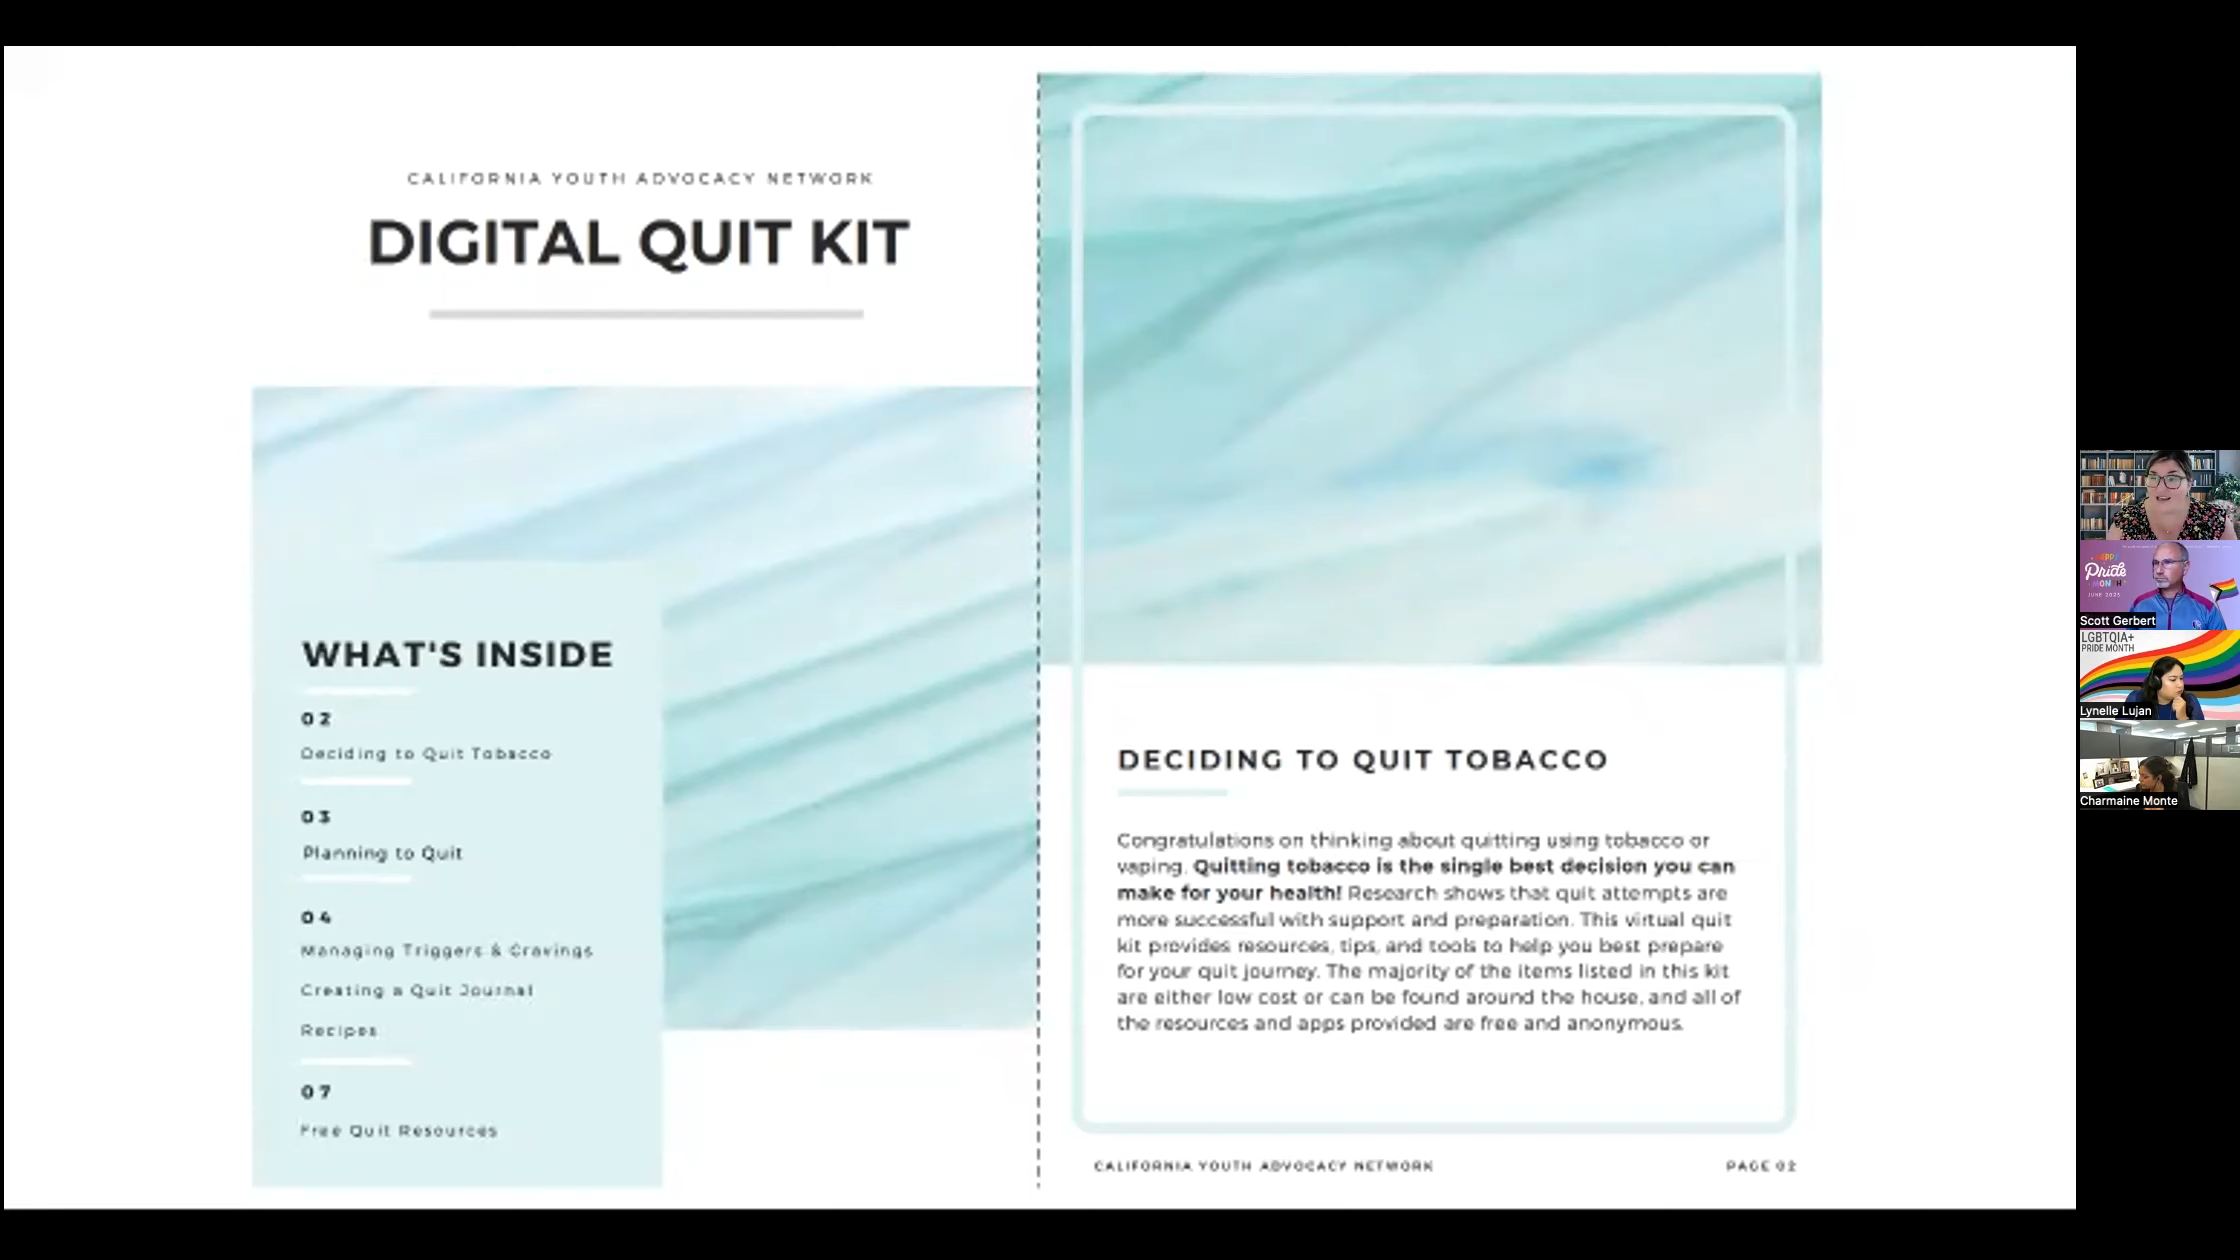 CALIFORNIA YOUTH ADVOCACY NETWORK
DIGITAL QUIT KIT
WHAT'S INSIDE
02
Deciding to Quit Tobacco
03
Planning to Quit
04
Managing Triggers & Cravings
Creating a Quit Journal
Recipes
07
Free Quit Resources
DECIDING TO QUIT TOBACCO
Congratulations on thinking about quitting using tobacco or
vaping. Quitting tobacco is the single best decision you can
make for your health! Research shows that quit attempts are
more successful with support and preparation. This virtual quit
kit provides resources, tips, and tools to help you best prepare
for your quit journey. The majority of the items listed in this kit
are either low cost or can be found around the house, and all of
the resources and apps provided are free and anonymous.
CALIFORNIA YOUTH ADVOCACY NETWORK
PAGE 02
HAPPY
Pride
MONTH
JUNE 2023
Scott Gerbert
LGBTQIA+
PRIDE MONTH
Lynelle Lujan
Charmaine Monte